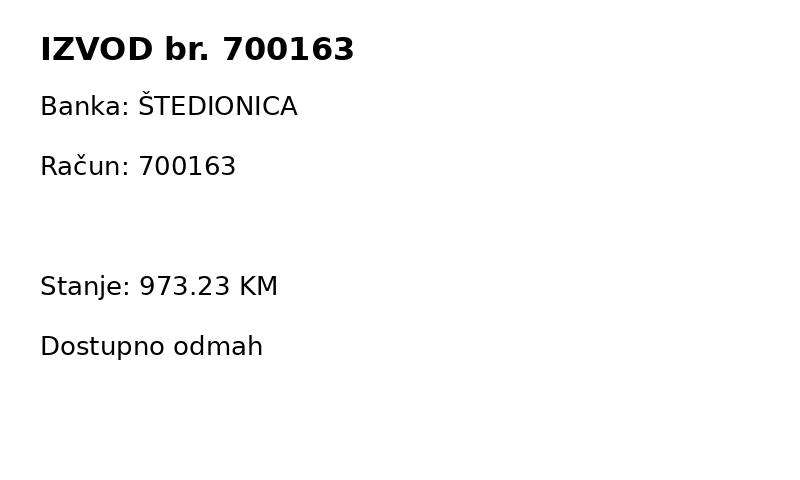 IZVOD br. 700163
Banka: ŠTEDIONICA
Račun: 700163
Stanje: 973.23 KM
Dostupno odmah